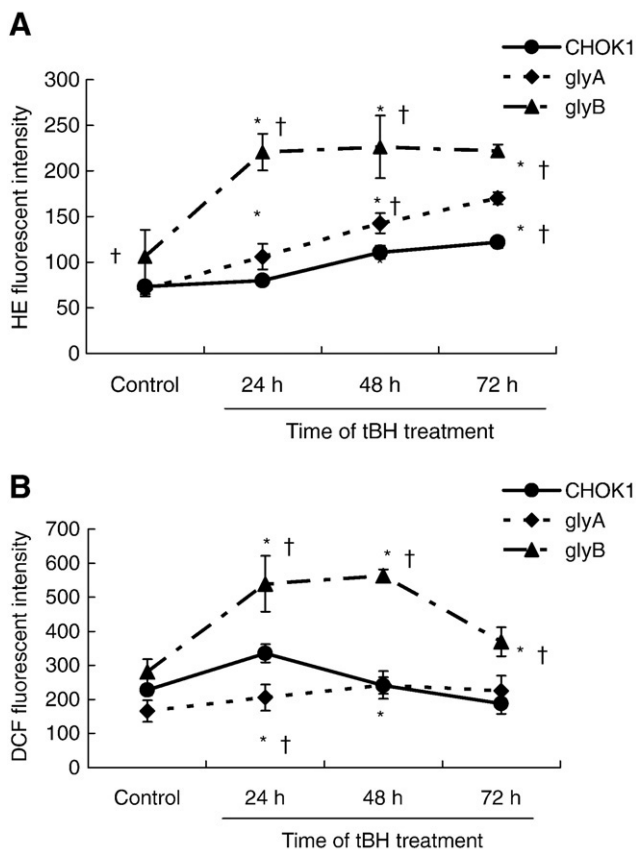 A
CHOK1
glyA
glyB
HE fluorescent intensity
300
250
200
150
100
50
0
* †
* †
* †
*
* †
* †
†
*
Control 24 h 48 h 72 h
Time of tBH treatment
B
CHOK1
glyA
glyB
DCF fluorescent intensity
700
600
500
400
300
200
100
0
* †
* †
* †
*
* †
Control 24 h 48 h 72 h
Time of tBH treatment